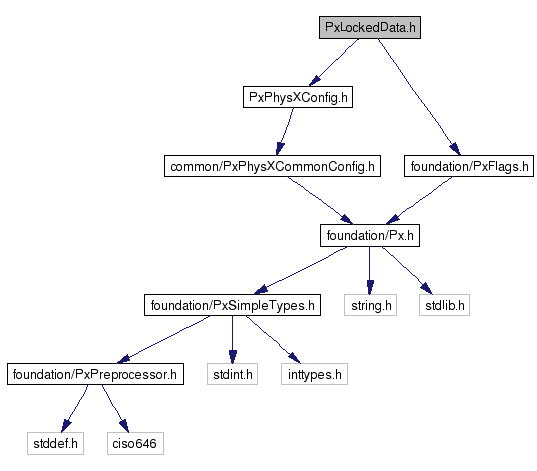 PxLockedData.h
PxPhysXConfig.h
common/PxPhysXCommonConfig.h
foundation/PxFlags.h
foundation/Px.h
foundation/PxSimpleTypes.h
string.h
stdlib.h
foundation/PxPreprocessor.h
stdint.h
inttypes.h
stddef.h
ciso646